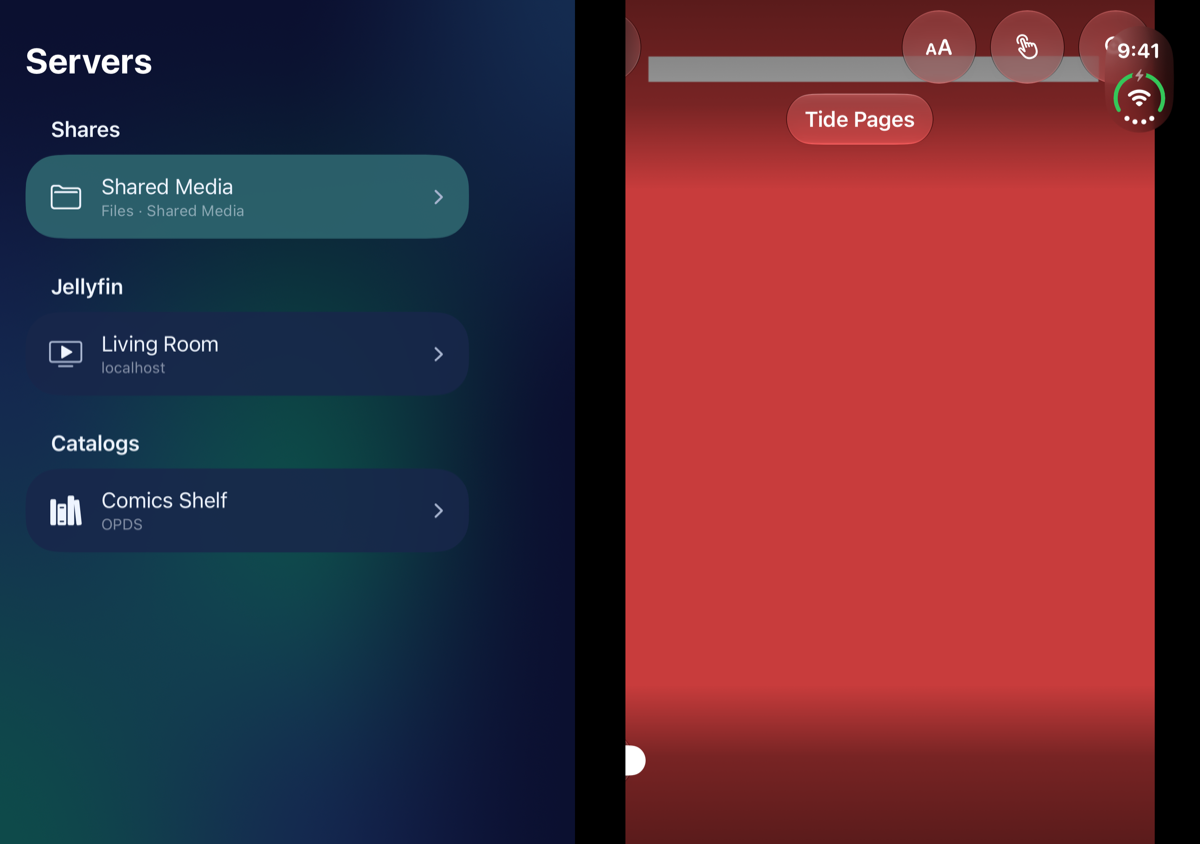 Servers
Shares
Shared Media
Files · Shared Media
Jellyfin
Living Room
localhost
Catalogs
Comics Shelf
OPDS
AA
9:41
Tide Pages